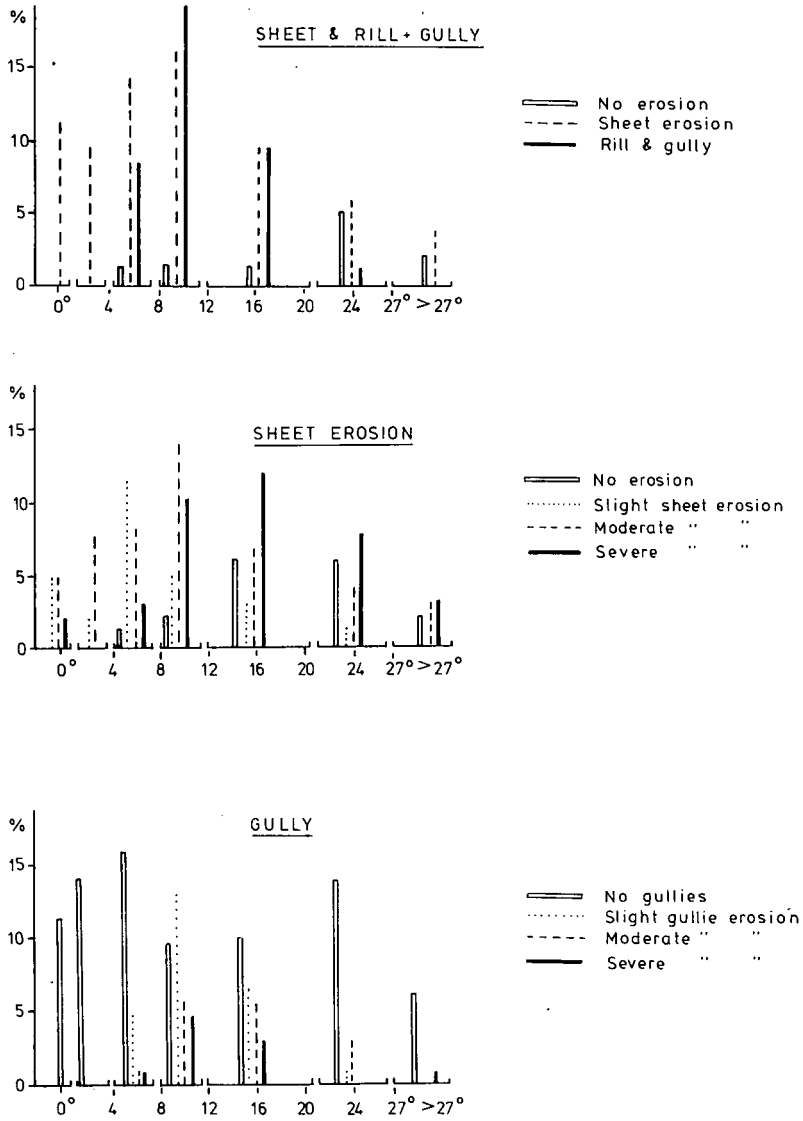 %
SHEET & RILL + GULLY
15
10
5
0
No erosion
Sheet erosion
Rill & gully
0° 4 8 12 16 20 24 27° >27°
%
SHEET EROSION
15
10
5
0
No erosion
Slight sheet erosion
Moderate " "
Severe " "
0° 4 8 12 16 20 24 27° >27°
%
GULLY
15
10
5
0
No gullies
Slight gullie erosion
Moderate " "
Severe " "
0° 4 8 12 16 20 24 27° >27°